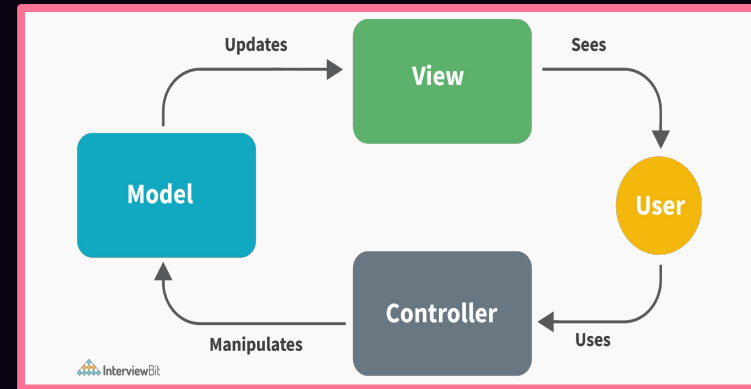 Updates
Sees
View
Model
User
Controller
Manipulates
Uses
InterviewBit